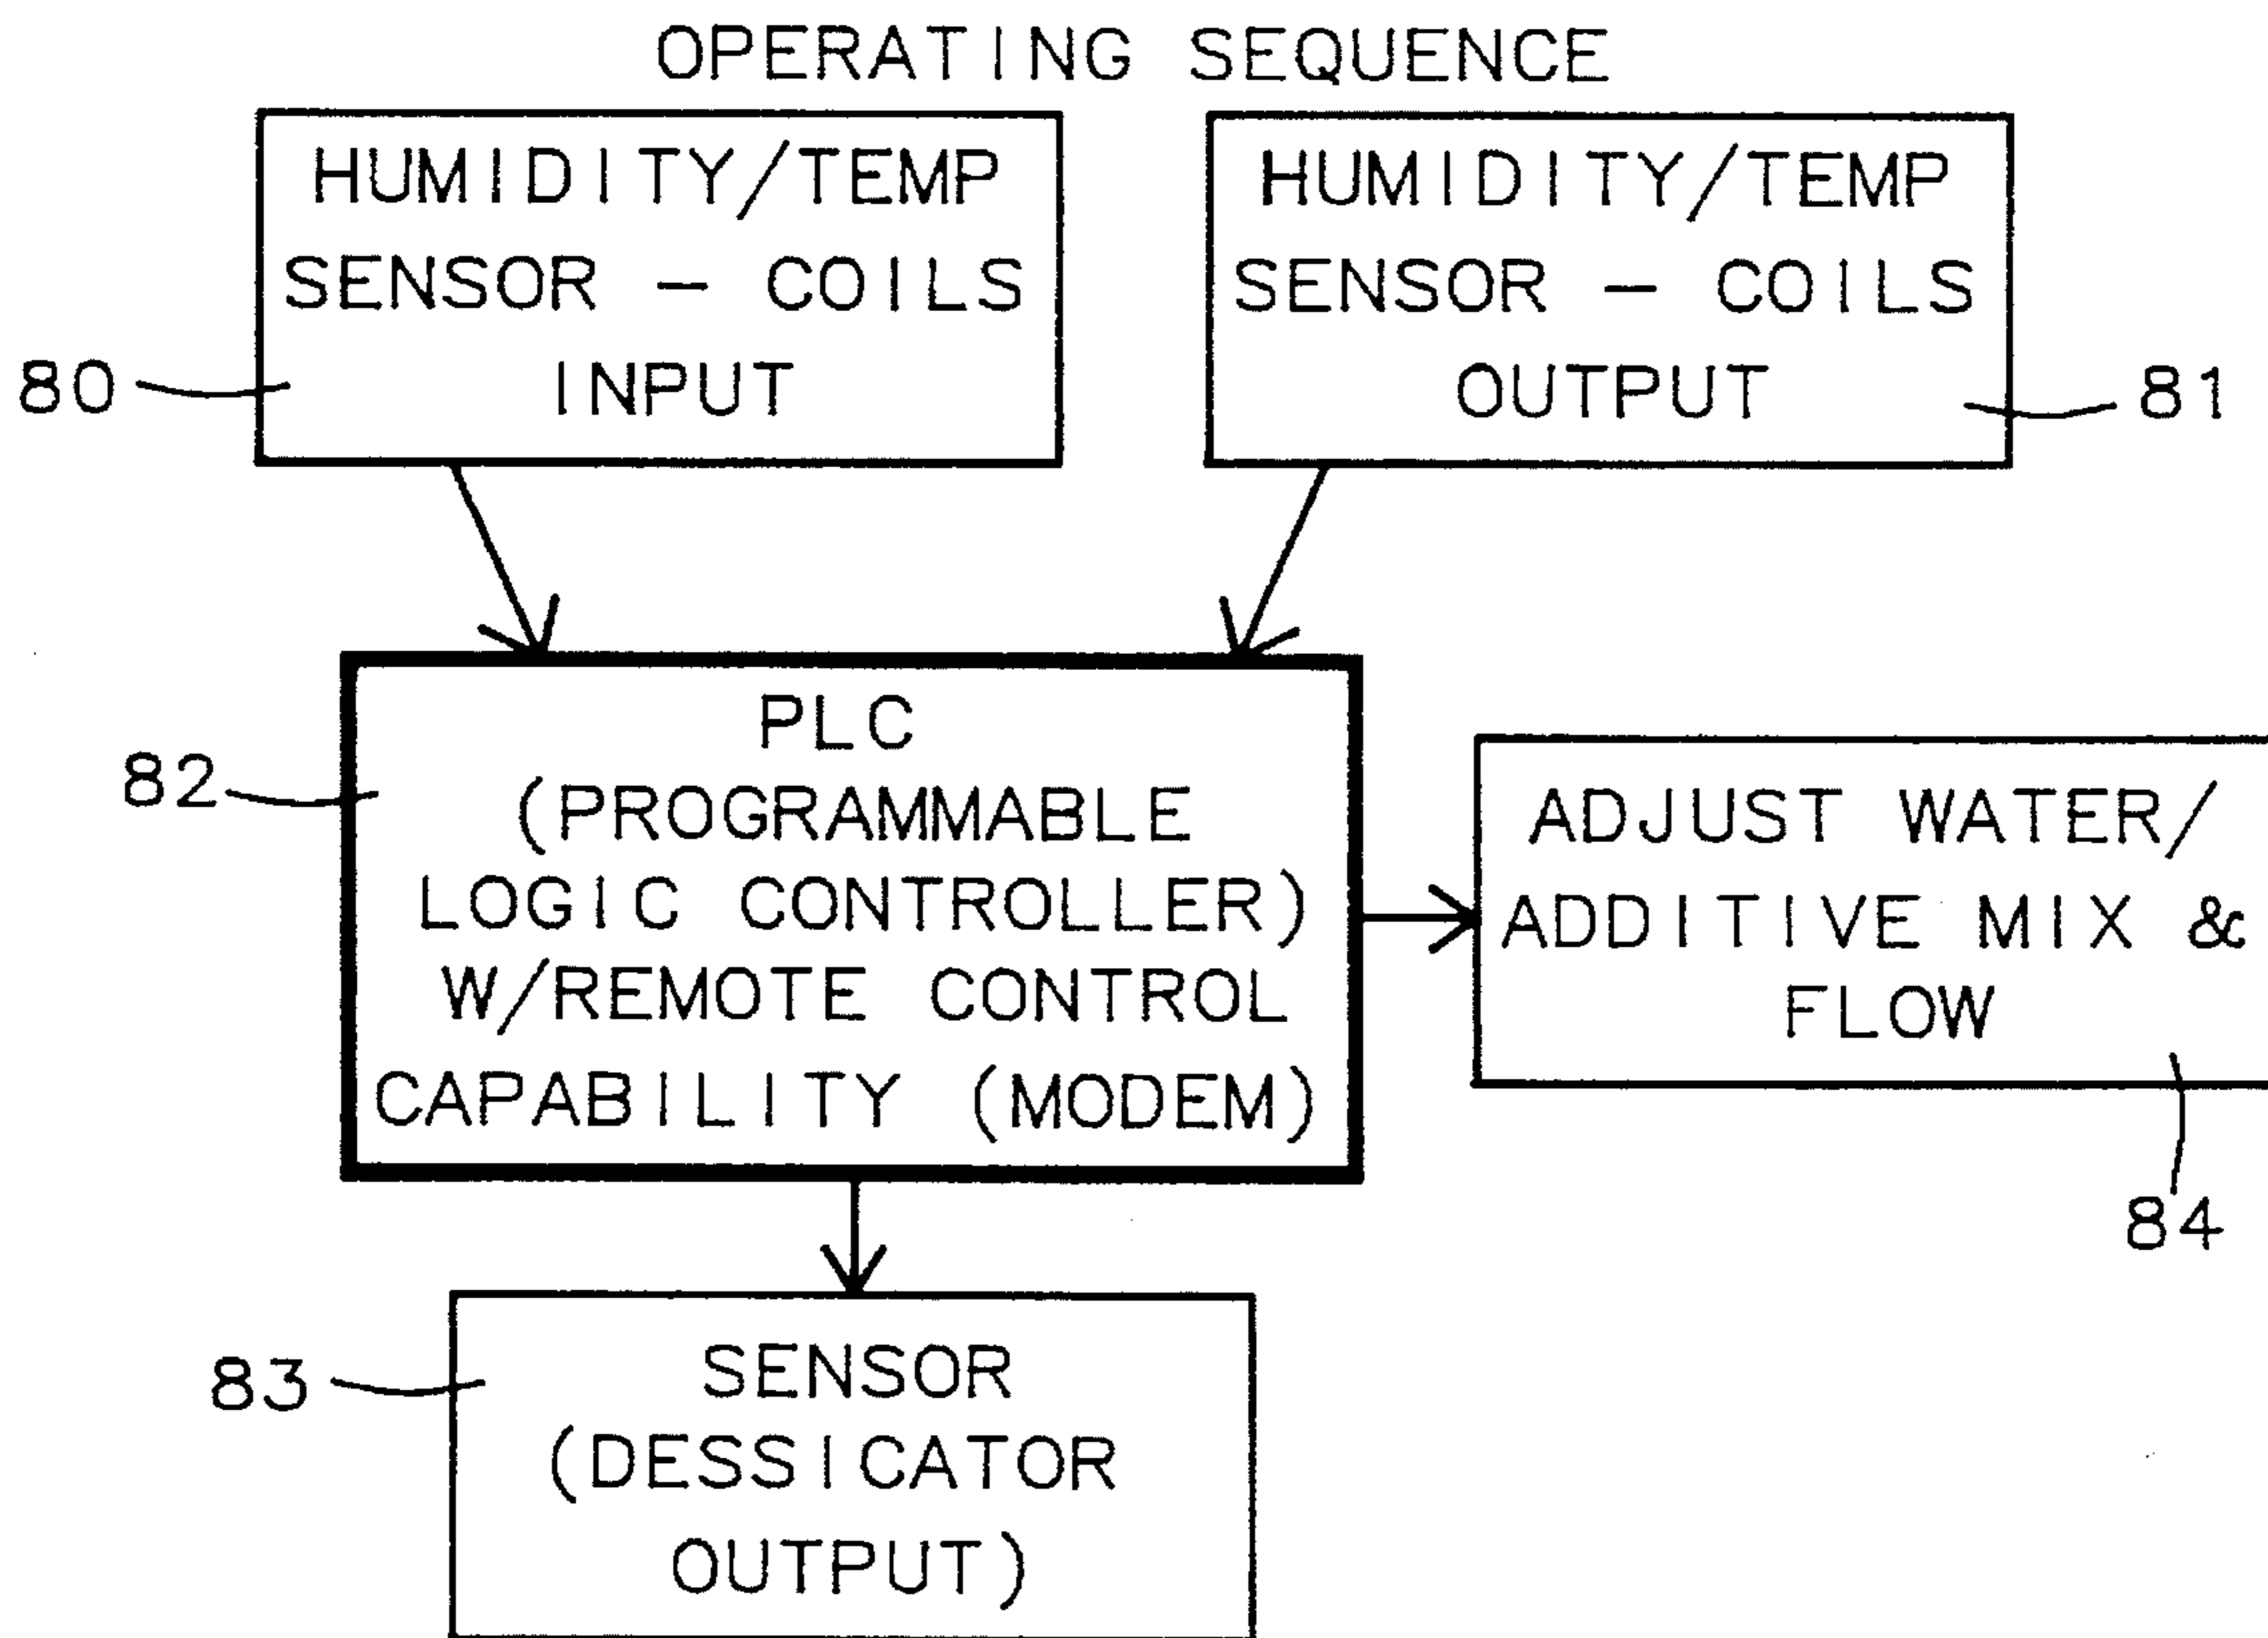 OPERATING SEQUENCE
HUMIDITY/TEMP
SENSOR – COILS
INPUT
80
HUMIDITY/TEMP
SENSOR – COILS
OUTPUT
81
PLC
(PROGRAMMABLE
LOGIC CONTROLLER)
W/REMOTE CONTROL
CAPABILITY (MODEM)
82
ADJUST WATER/
ADDITIVE MIX &
FLOW
84
SENSOR
(DESSICATOR
OUTPUT)
83